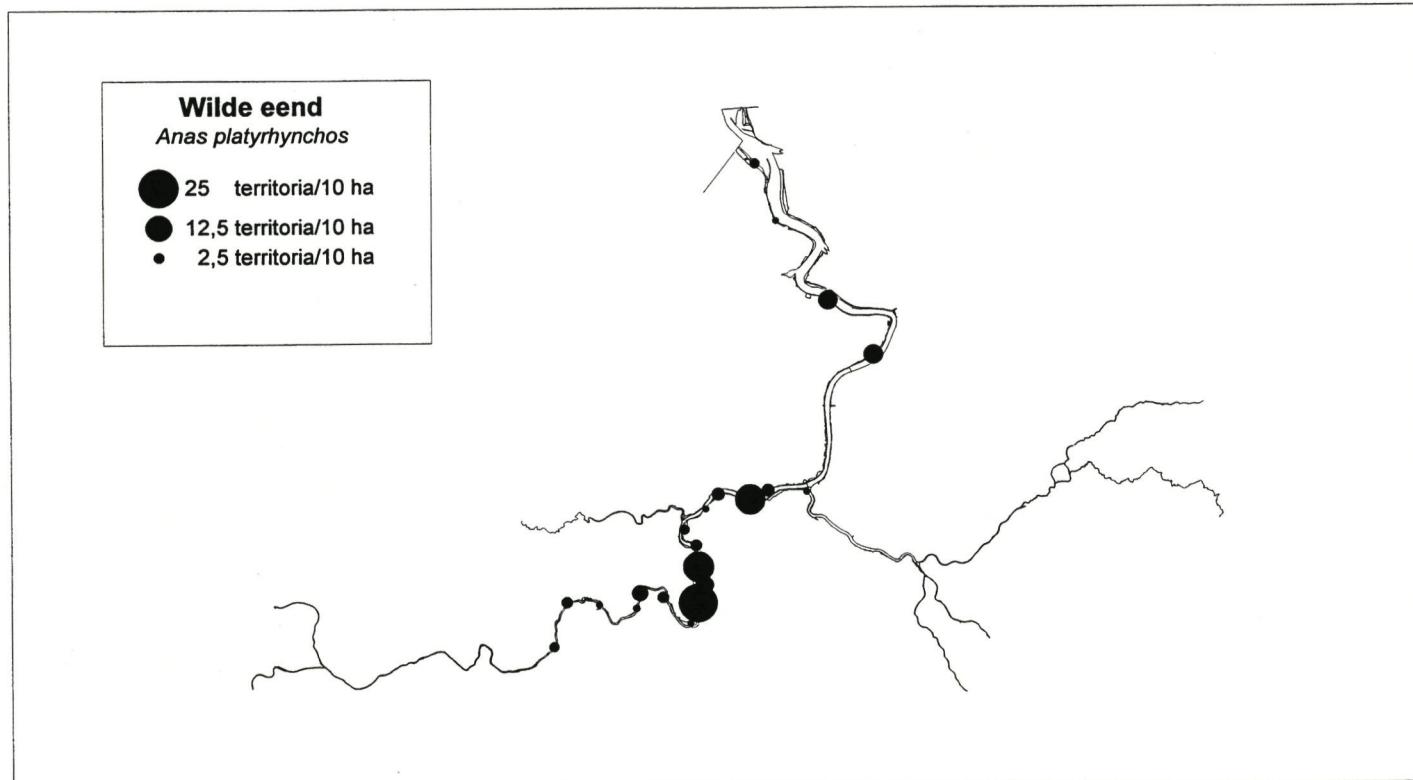 Wilde eend
Anas platyrhynchos
25 territoria/10 ha
12,5 territoria/10 ha
2,5 territoria/10 ha